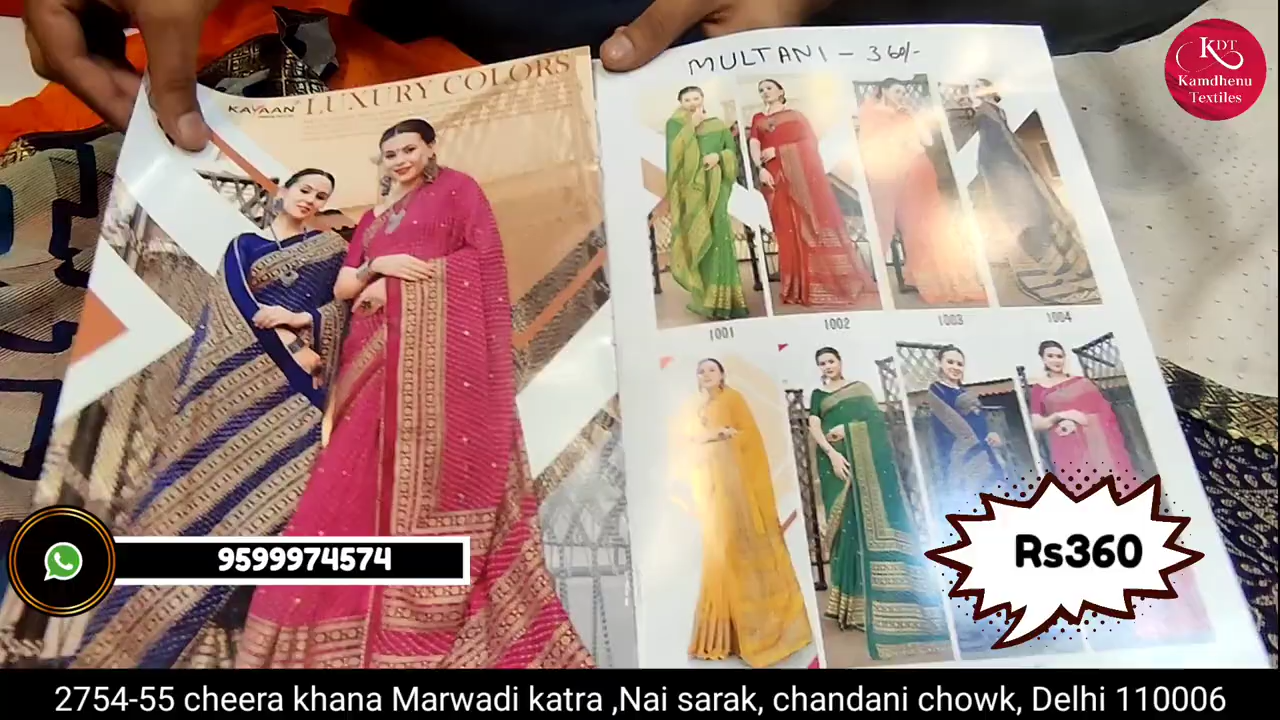 KDT
Kamdhenu
Textiles
MULTANI - 360/-
KAYAAN
LUXURY COLORS
1001
1002
1003
1004
9599974574
Rs360
2754-55 cheera khana Marwadi katra ,Nai sarak, chandani chowk, Delhi 110006